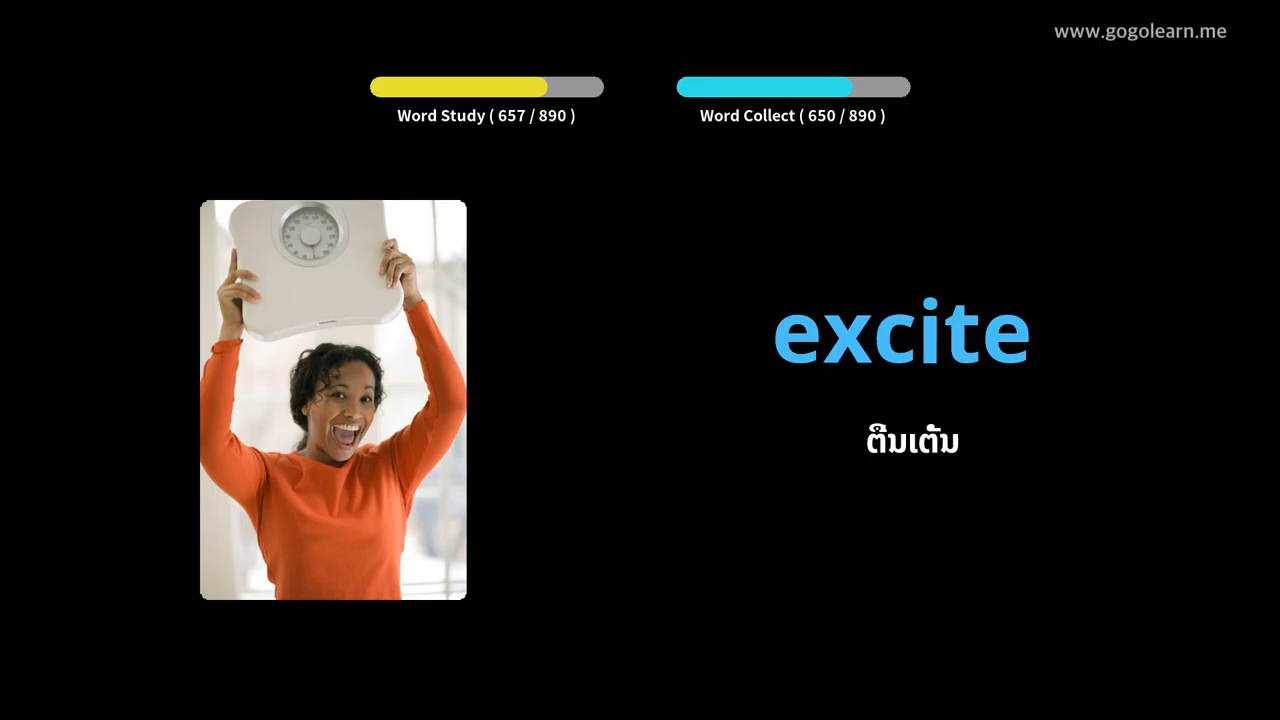 www.gogolearn.me
Word Study ( 657 / 890 )
Word Collect ( 650 / 890 )
excite
ຕື່ນເຕັ້ນ